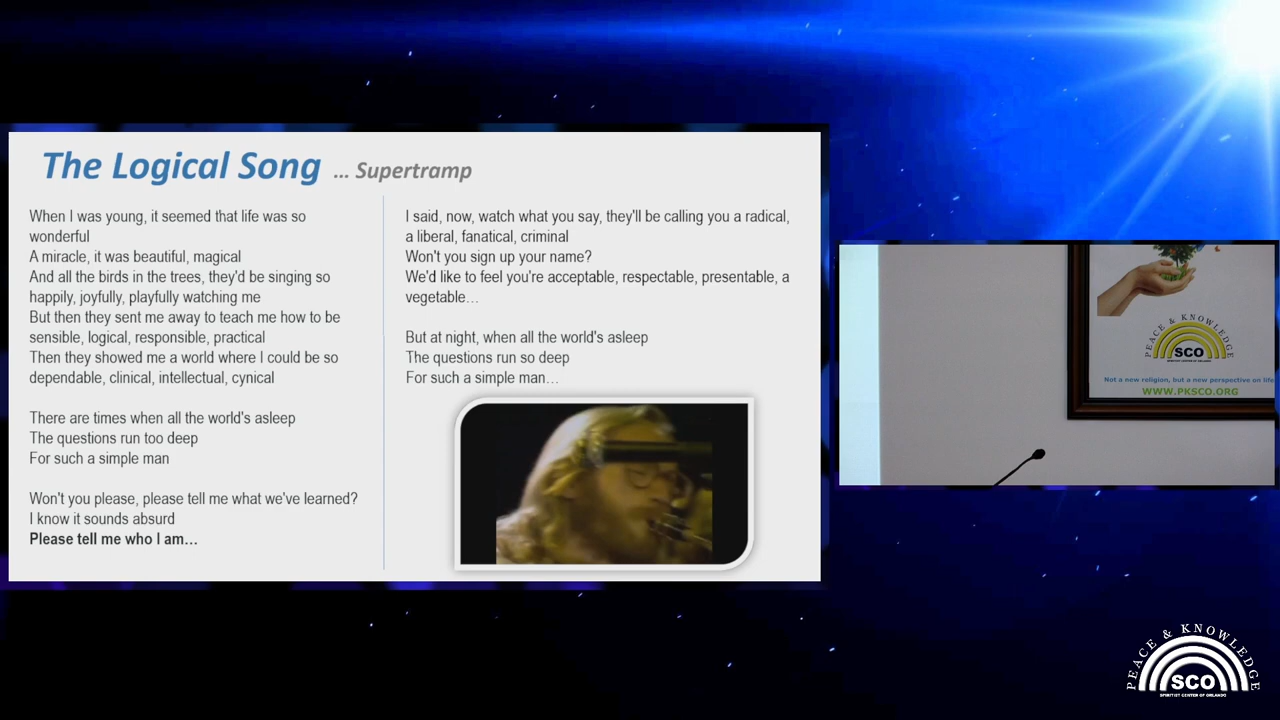 The Logical Song ... Supertramp
When I was young, it seemed that life was so
wonderful
A miracle, it was beautiful, magical
And all the birds in the trees, they'd be singing so
happily, joyfully, playfully watching me
But then they sent me away to teach me how to be
sensible, logical, responsible, practical
Then they showed me a world where I could be so
dependable, clinical, intellectual, cynical
There are times when all the world's asleep
The questions run too deep
For such a simple man
Won't you please, please tell me what we've learned?
I know it sounds absurd
Please tell me who I am…
I said, now, watch what you say, they'll be calling you a radical,
a liberal, fanatical, criminal
Won't you sign up your name?
We'd like to feel you're acceptable, respectable, presentable, a
vegetable…
But at night, when all the world's asleep
The questions run so deep
For such a simple man…
PEACE & KNOWLEDGE
SCO
SPIRITIST CENTER OF ORLANDO
Not a new religion, but a new perspective on life
WWW.PKSCO.ORG
PEACE & KNOWLEDGE
SCO
SPIRITIST CENTER OF ORLANDO